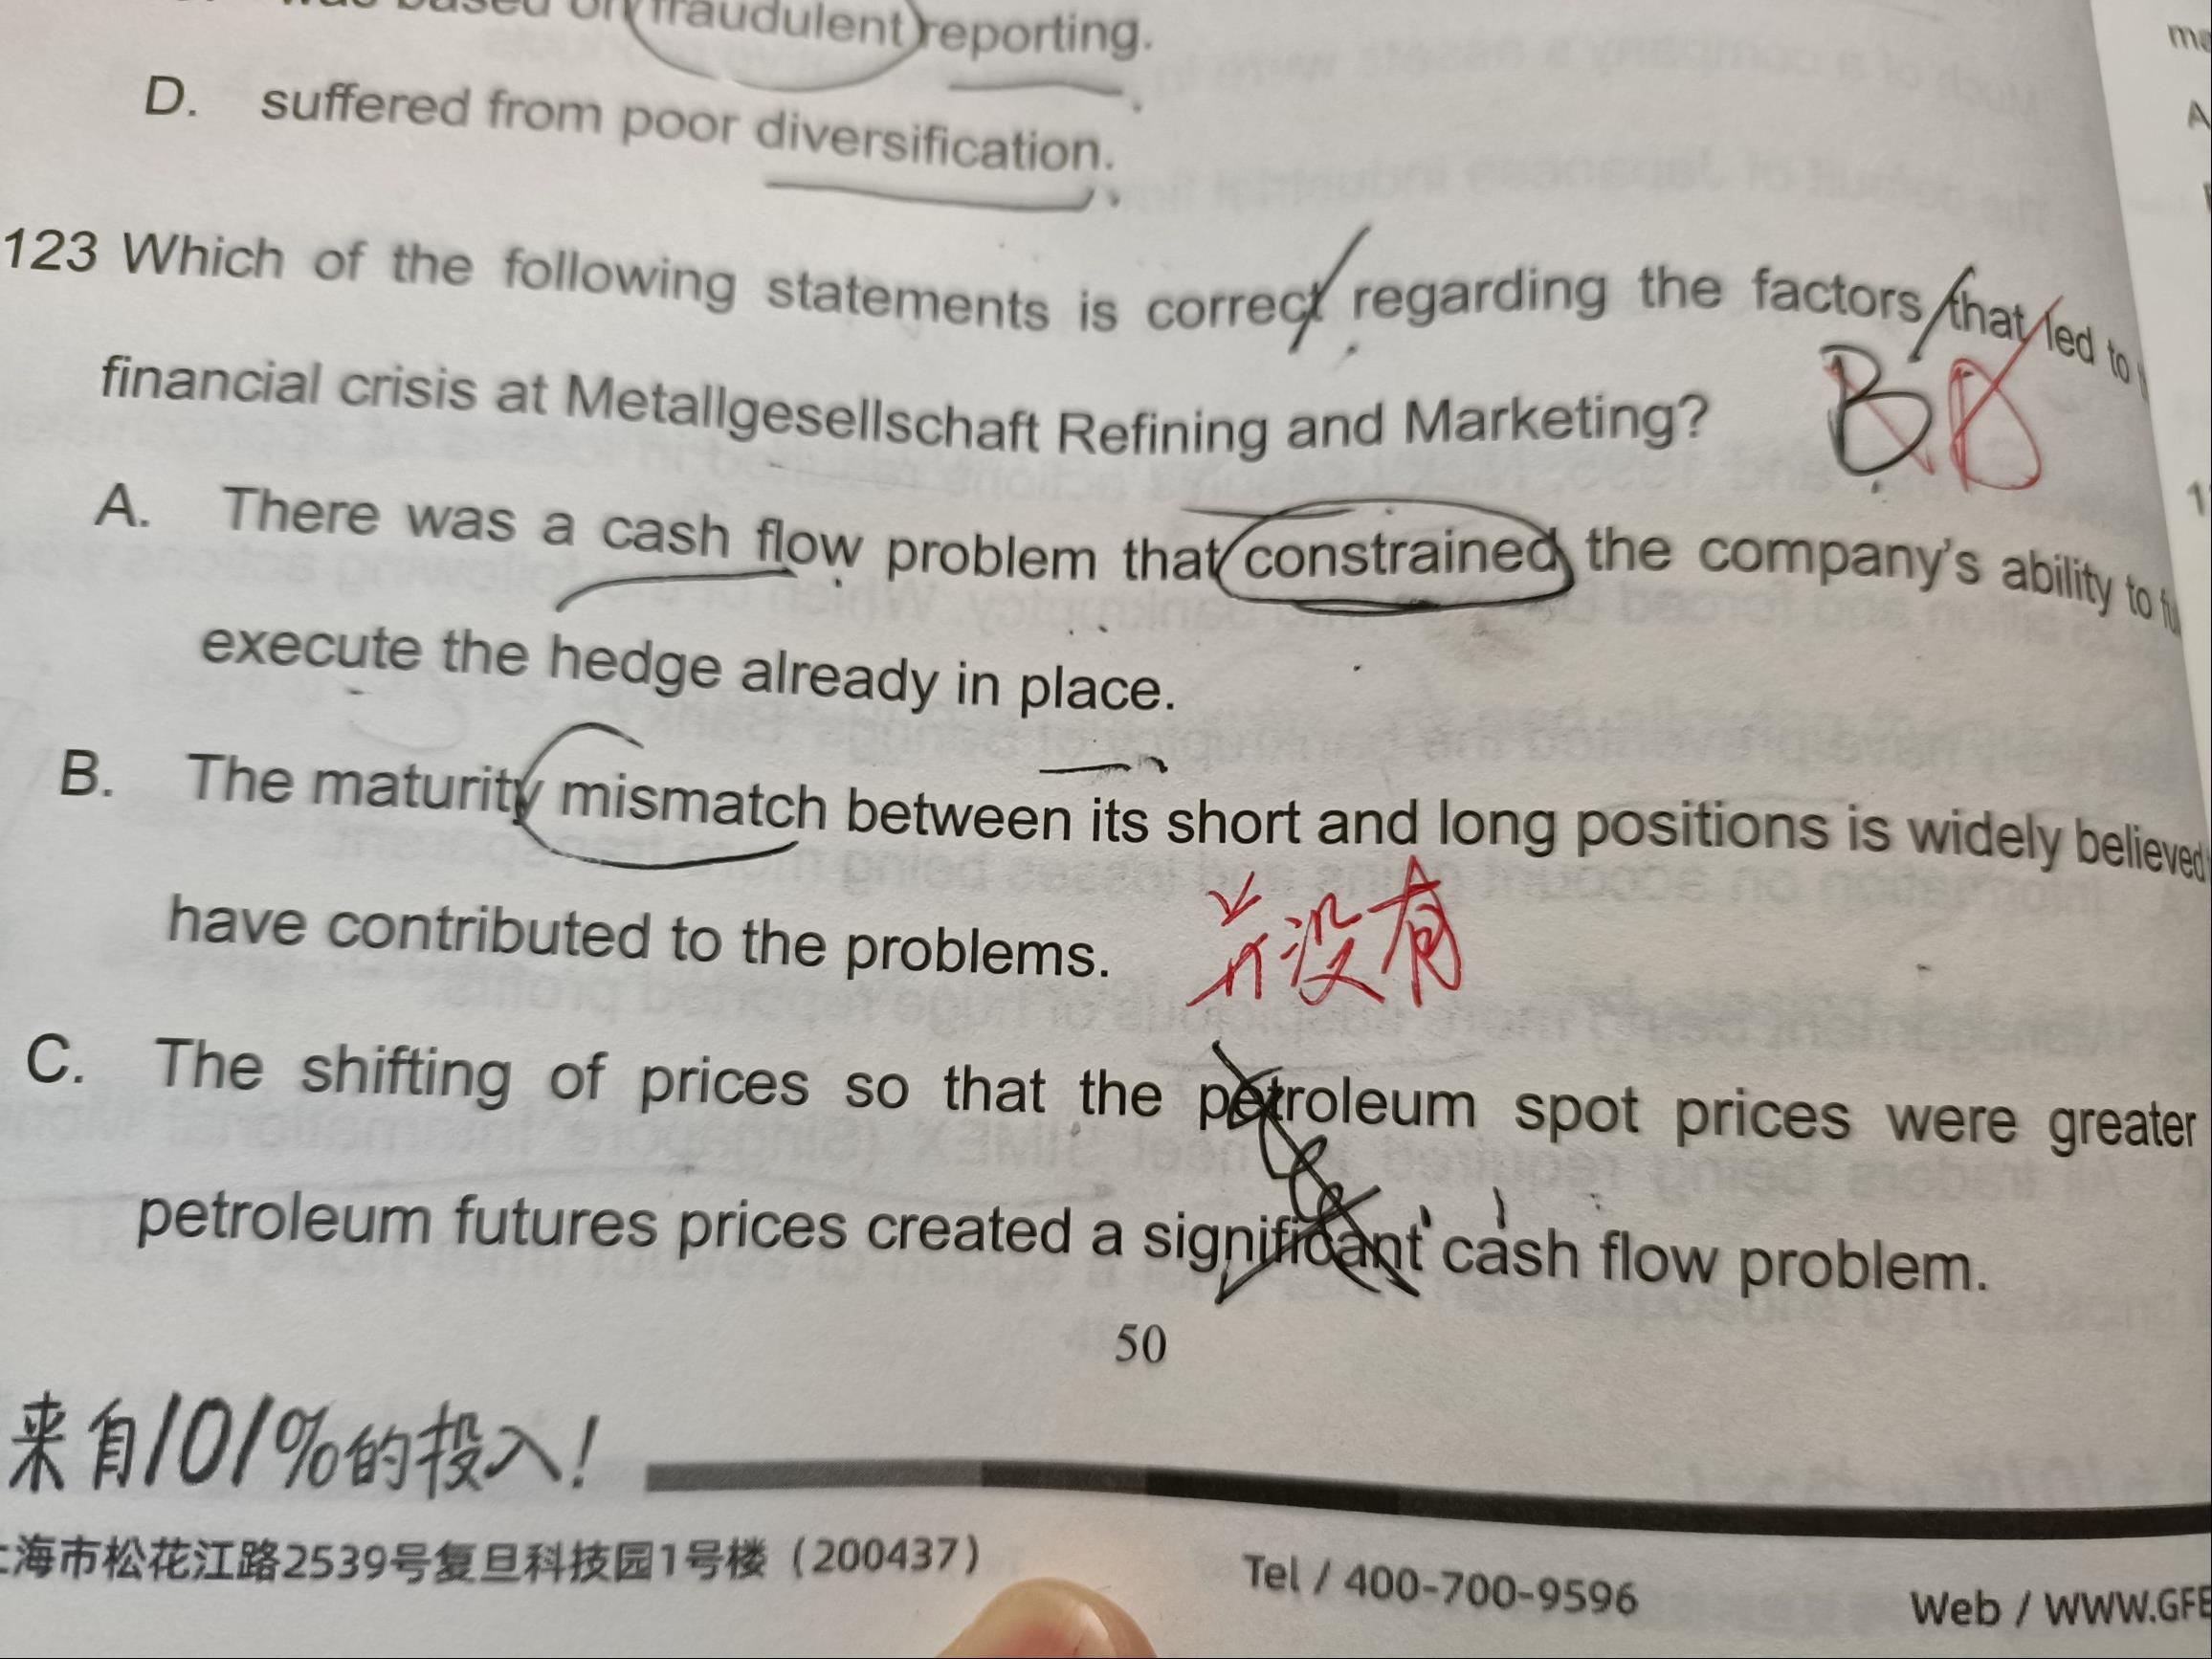 was based on fraudulent reporting.
D. suffered from poor diversification.
123 Which of the following statements is correct regarding the factors that led to
financial crisis at Metallgesellschaft Refining and Marketing?
B
A. There was a cash flow problem that constrained the company's ability to
execute the hedge already in place.
B. The maturity mismatch between its short and long positions is widely believed
have contributed to the problems.
并没有
C. The shifting of prices so that the petroleum spot prices were greater
petroleum futures prices created a significant cash flow problem.
50
来自101%的投入!
海市松花江路2539号复旦科技园1号楼（200437）
Tel / 400-700-9596
Web / WWW.GFE